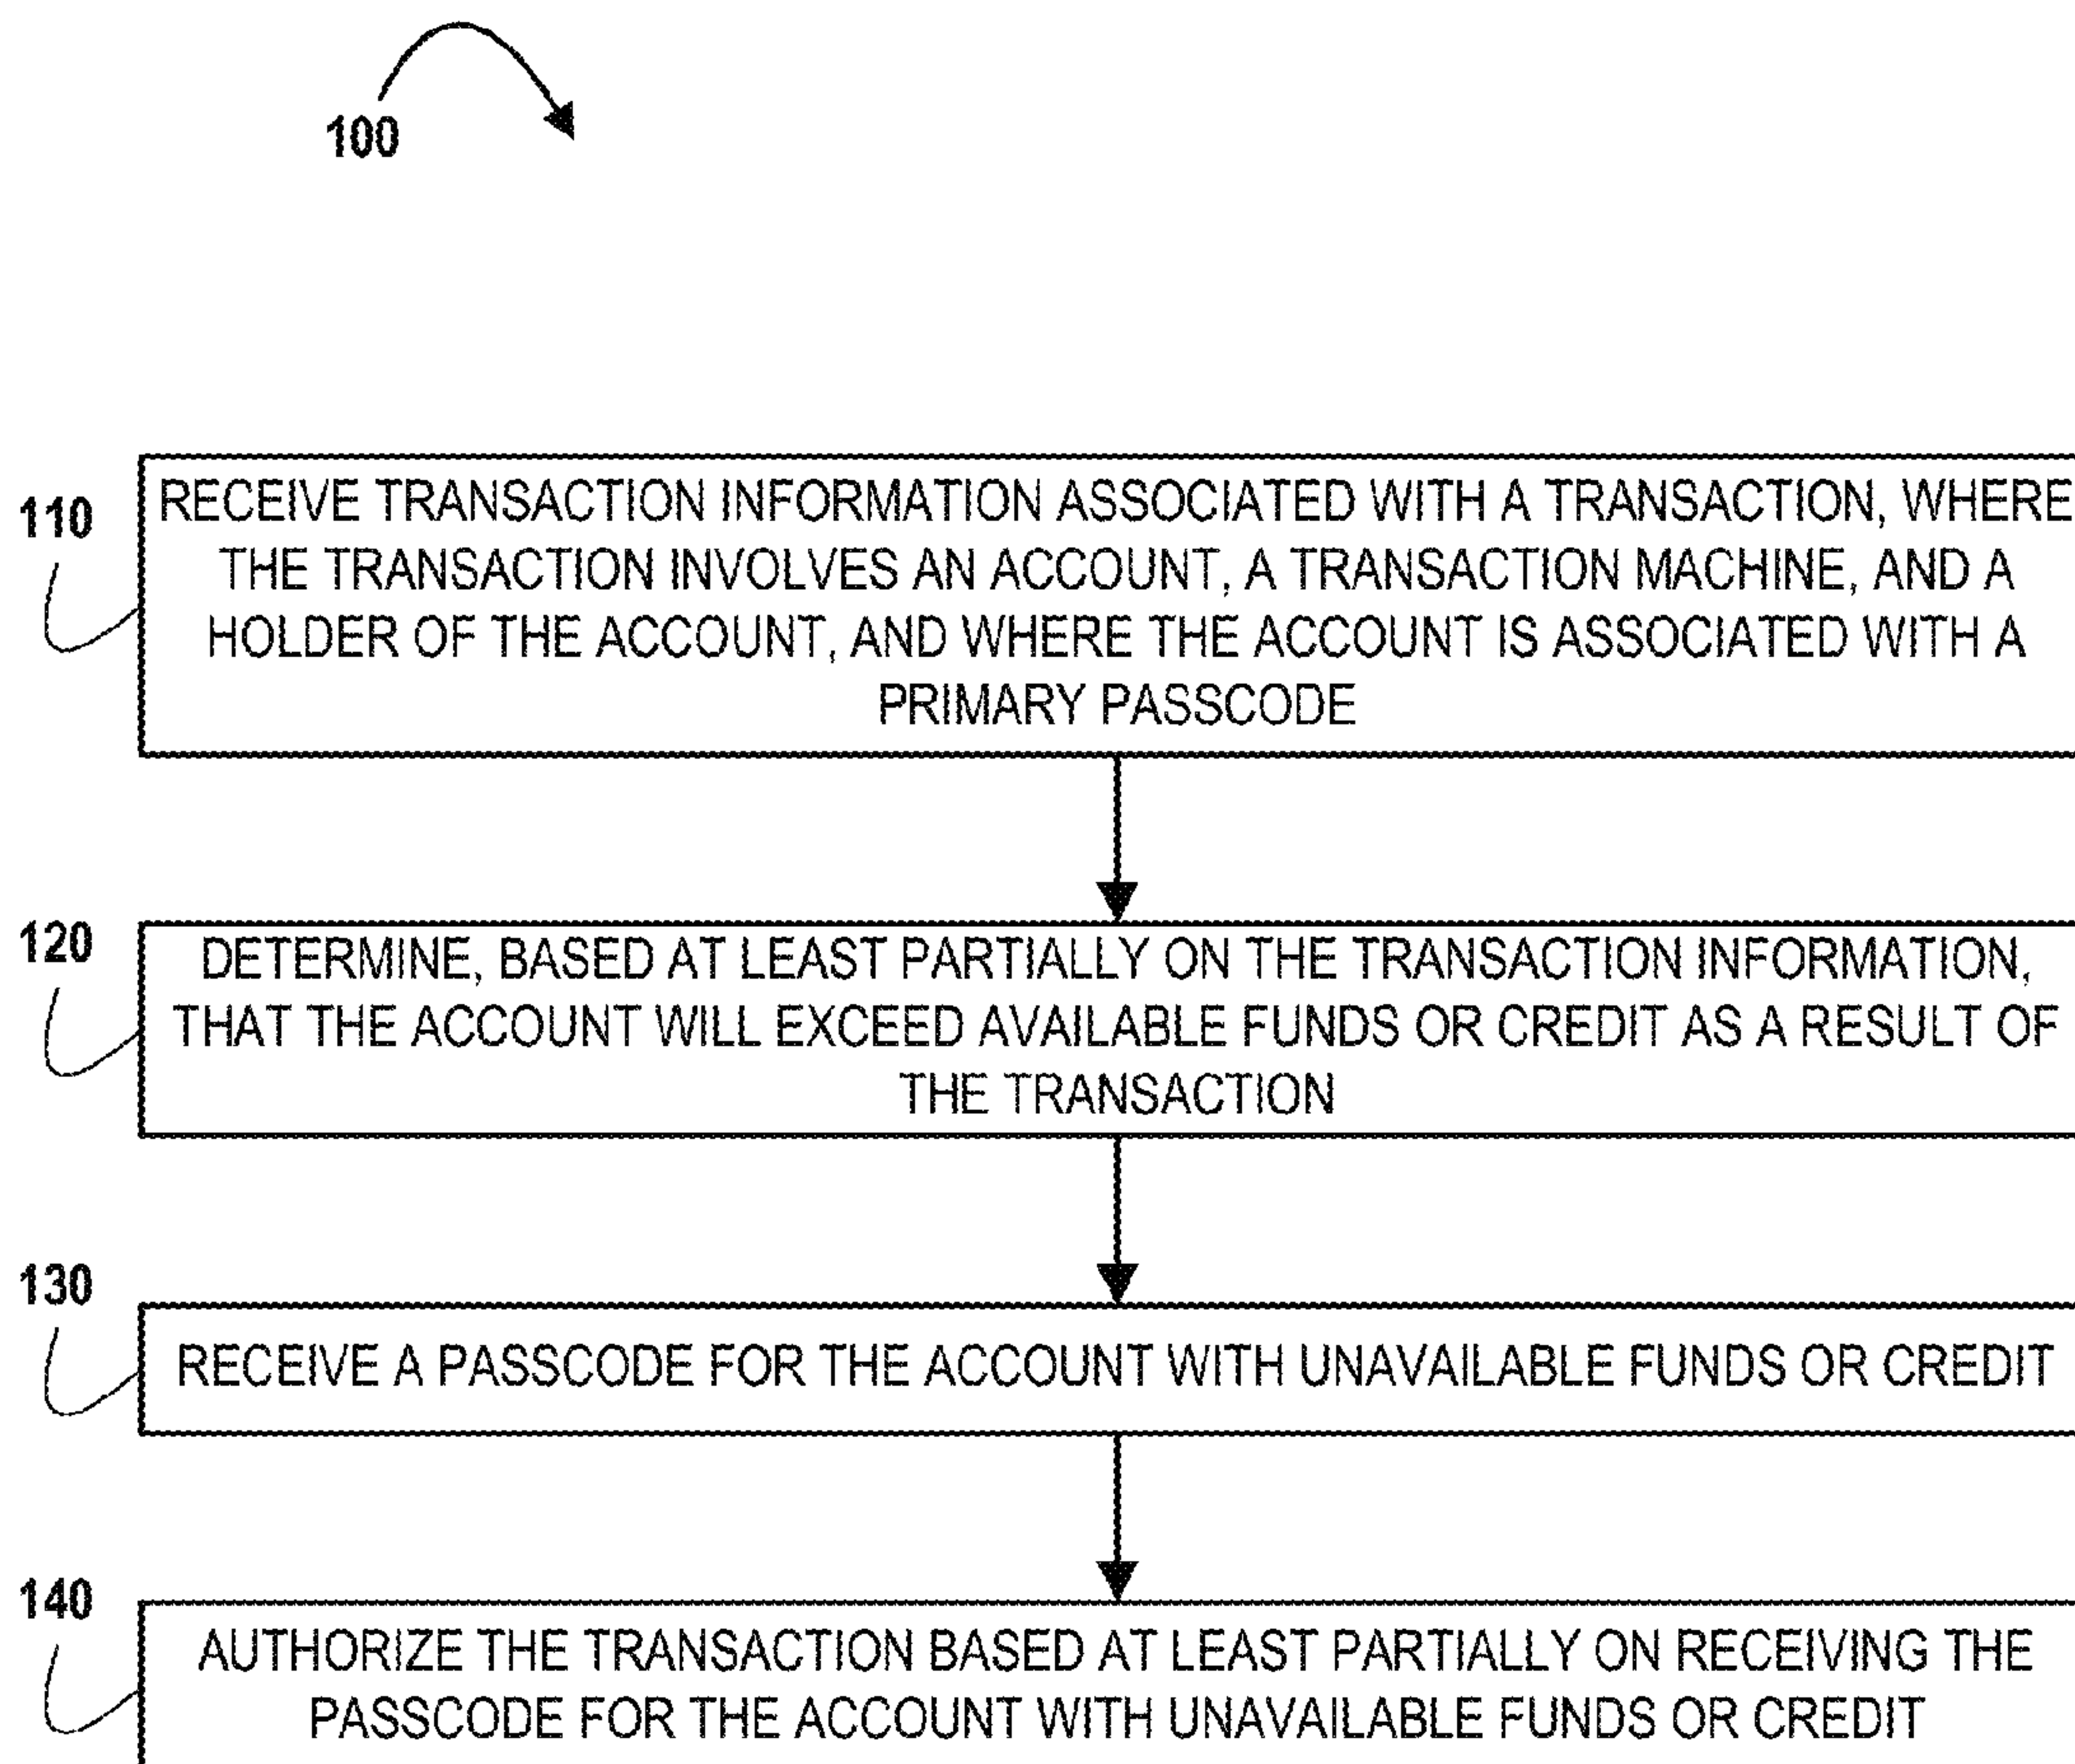 100
110
RECEIVE TRANSACTION INFORMATION ASSOCIATED WITH A TRANSACTION, WHERE
THE TRANSACTION INVOLVES AN ACCOUNT, A TRANSACTION MACHINE, AND A
HOLDER OF THE ACCOUNT, AND WHERE THE ACCOUNT IS ASSOCIATED WITH A
PRIMARY PASSCODE
120
DETERMINE, BASED AT LEAST PARTIALLY ON THE TRANSACTION INFORMATION,
THAT THE ACCOUNT WILL EXCEED AVAILABLE FUNDS OR CREDIT AS A RESULT OF
THE TRANSACTION
130
RECEIVE A PASSCODE FOR THE ACCOUNT WITH UNAVAILABLE FUNDS OR CREDIT
140
AUTHORIZE THE TRANSACTION BASED AT LEAST PARTIALLY ON RECEIVING THE
PASSCODE FOR THE ACCOUNT WITH UNAVAILABLE FUNDS OR CREDIT